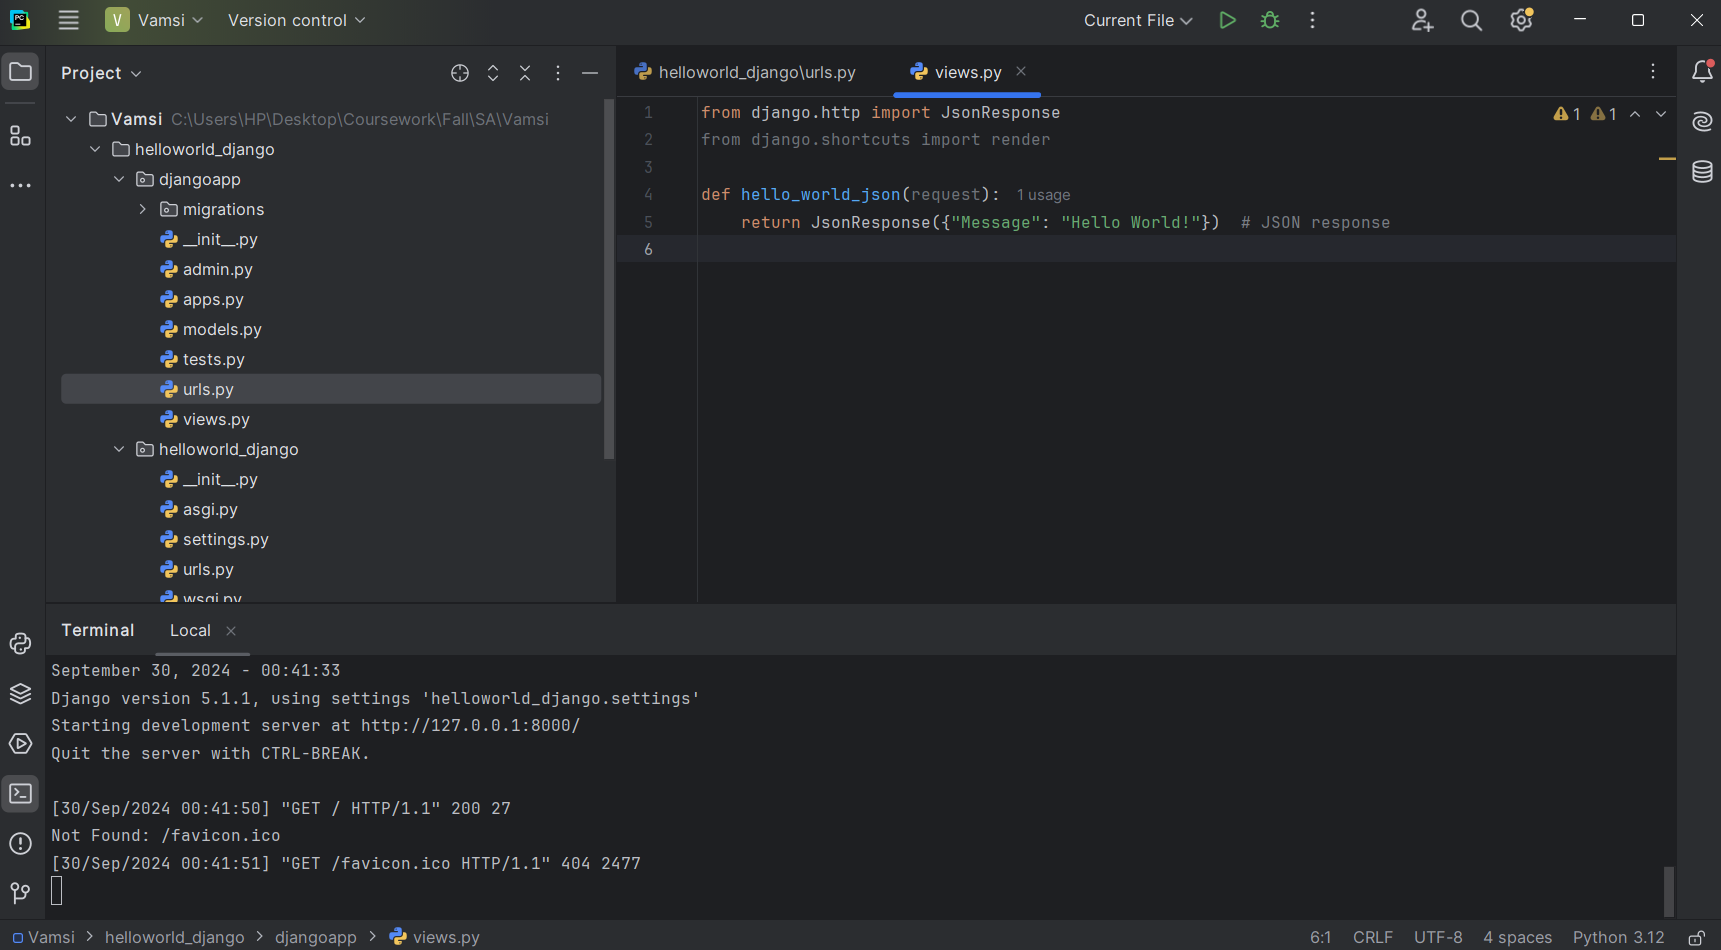 V Vamsi Version control Current File
Project
Vamsi C:\Users\HP\Desktop\Coursework\Fall\SA\Vamsi
helloworld_django
djangoapp
migrations
__init__.py
admin.py
apps.py
models.py
tests.py
urls.py
views.py
helloworld_django
__init__.py
asgi.py
settings.py
urls.py
wsgi.py
helloworld_django\urls.py views.py
1 from django.http import JsonResponse
2 from django.shortcuts import render
3
4 def hello_world_json(request): 1 usage
5 return JsonResponse({"Message": "Hello World!"}) # JSON response
6
1 1
Terminal Local
September 30, 2024 - 00:41:33
Django version 5.1.1, using settings 'helloworld_django.settings'
Starting development server at http://127.0.0.1:8000/
Quit the server with CTRL-BREAK.
[30/Sep/2024 00:41:50] "GET / HTTP/1.1" 200 27
Not Found: /favicon.ico
[30/Sep/2024 00:41:51] "GET /favicon.ico HTTP/1.1" 404 2477
Vamsi > helloworld_django > djangoapp > views.py 6:1 CRLF UTF-8 4 spaces Python 3.12